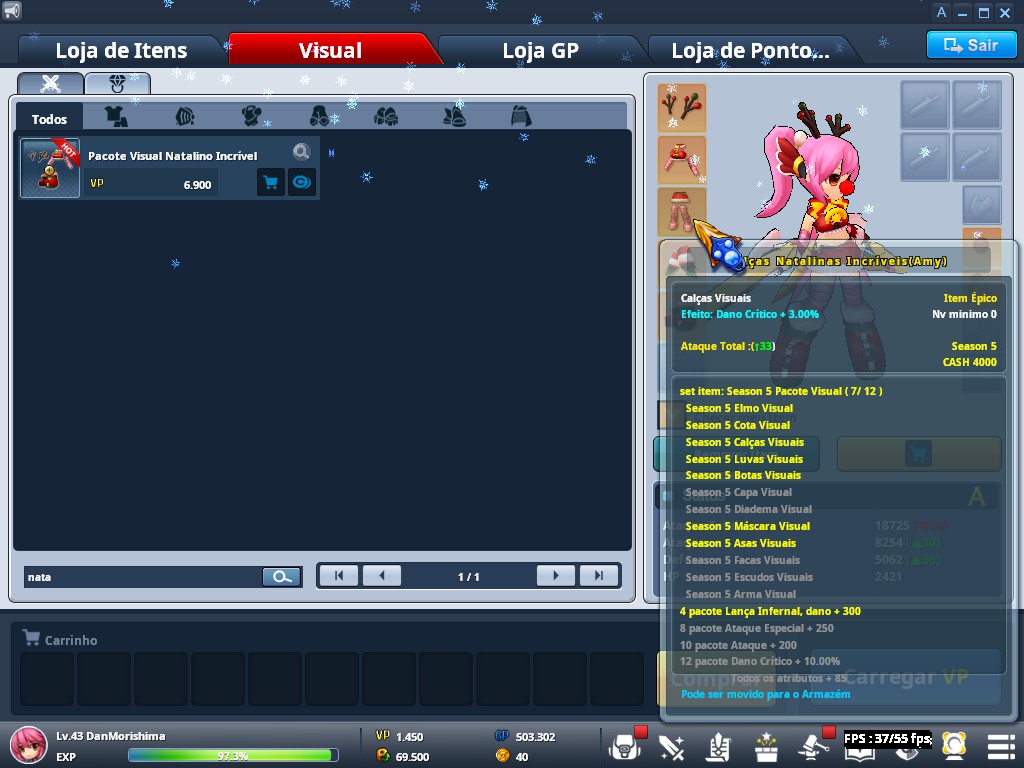 A
Loja de Itens
Visual
Loja GP
Loja de Ponto...
Sair
Todos
HOT
Pacote Visual Natalino Incrível
VP 6.900
lças Natalinas Incríveis(Amy)
Calças Visuais
Item Épico
Efeito: Dano Crítico + 3.00%
Nv minimo 0
Ataque Total :(↑33)
Season 5
CASH 4000
set item: Season 5 Pacote Visual ( 7/ 12 )
Season 5 Elmo Visual
Season 5 Cota Visual
Season 5 Calças Visuais
Season 5 Luvas Visuais
Season 5 Botas Visuais
Season 5 Capa Visual
Season 5 Diadema Visual
Season 5 Máscara Visual
Season 5 Asas Visuais
Season 5 Facas Visuais
Season 5 Escudos Visuais
Season 5 Arma Visual
4 pacote Lança Infernal, dano + 300
8 pacote Ataque Especial + 250
10 pacote Ataque + 200
12 pacote Dano Crítico + 10.00%
Todos os atributos + 85
Pode ser movido para o Armazém
Status
A
18725
8254
5062
HP 2421
nata
1 / 1
Carrinho
Carregar VP
Lv.43 DanMorishima
EXP 97.3%
VP 1.450
GP 503.302
69.500
40
FPS : 37/55 fps